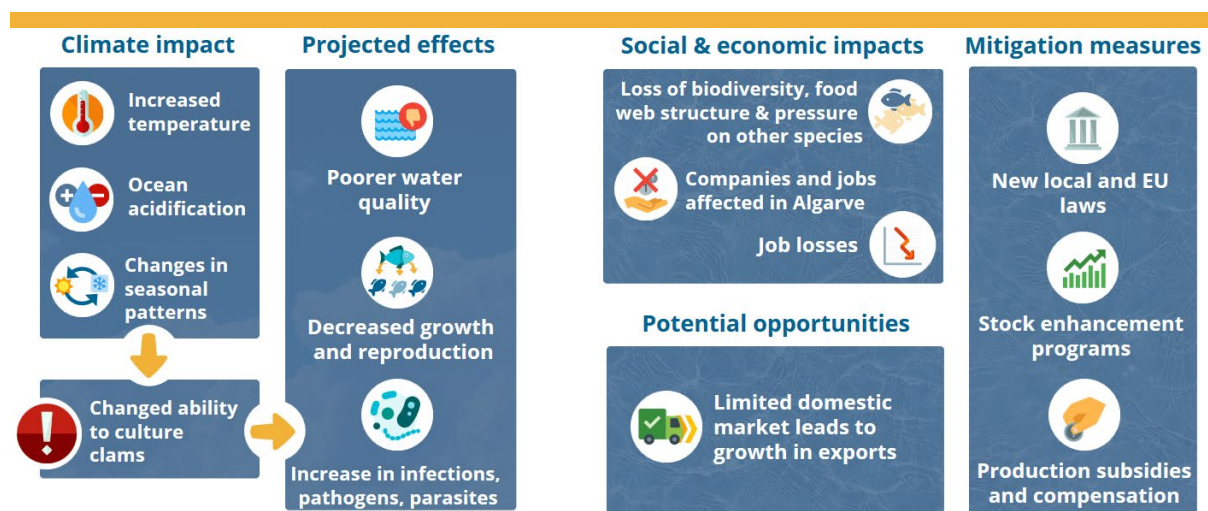 Climate impact
Increased
temperature
Ocean
acidification
Changes in
seasonal
patterns
Changed ability
to culture
clams
Projected effects
Poorer water
quality
Decreased growth
and reproduction
Increase in infections,
pathogens, parasites
Social & economic impacts
Loss of biodiversity, food
web structure & pressure
on other species
Companies and jobs
affected in Algarve
Job losses
Potential opportunities
Limited domestic
market leads to
growth in exports
Mitigation measures
New local and EU
laws
Stock enhancement
programs
Production subsidies
and compensation